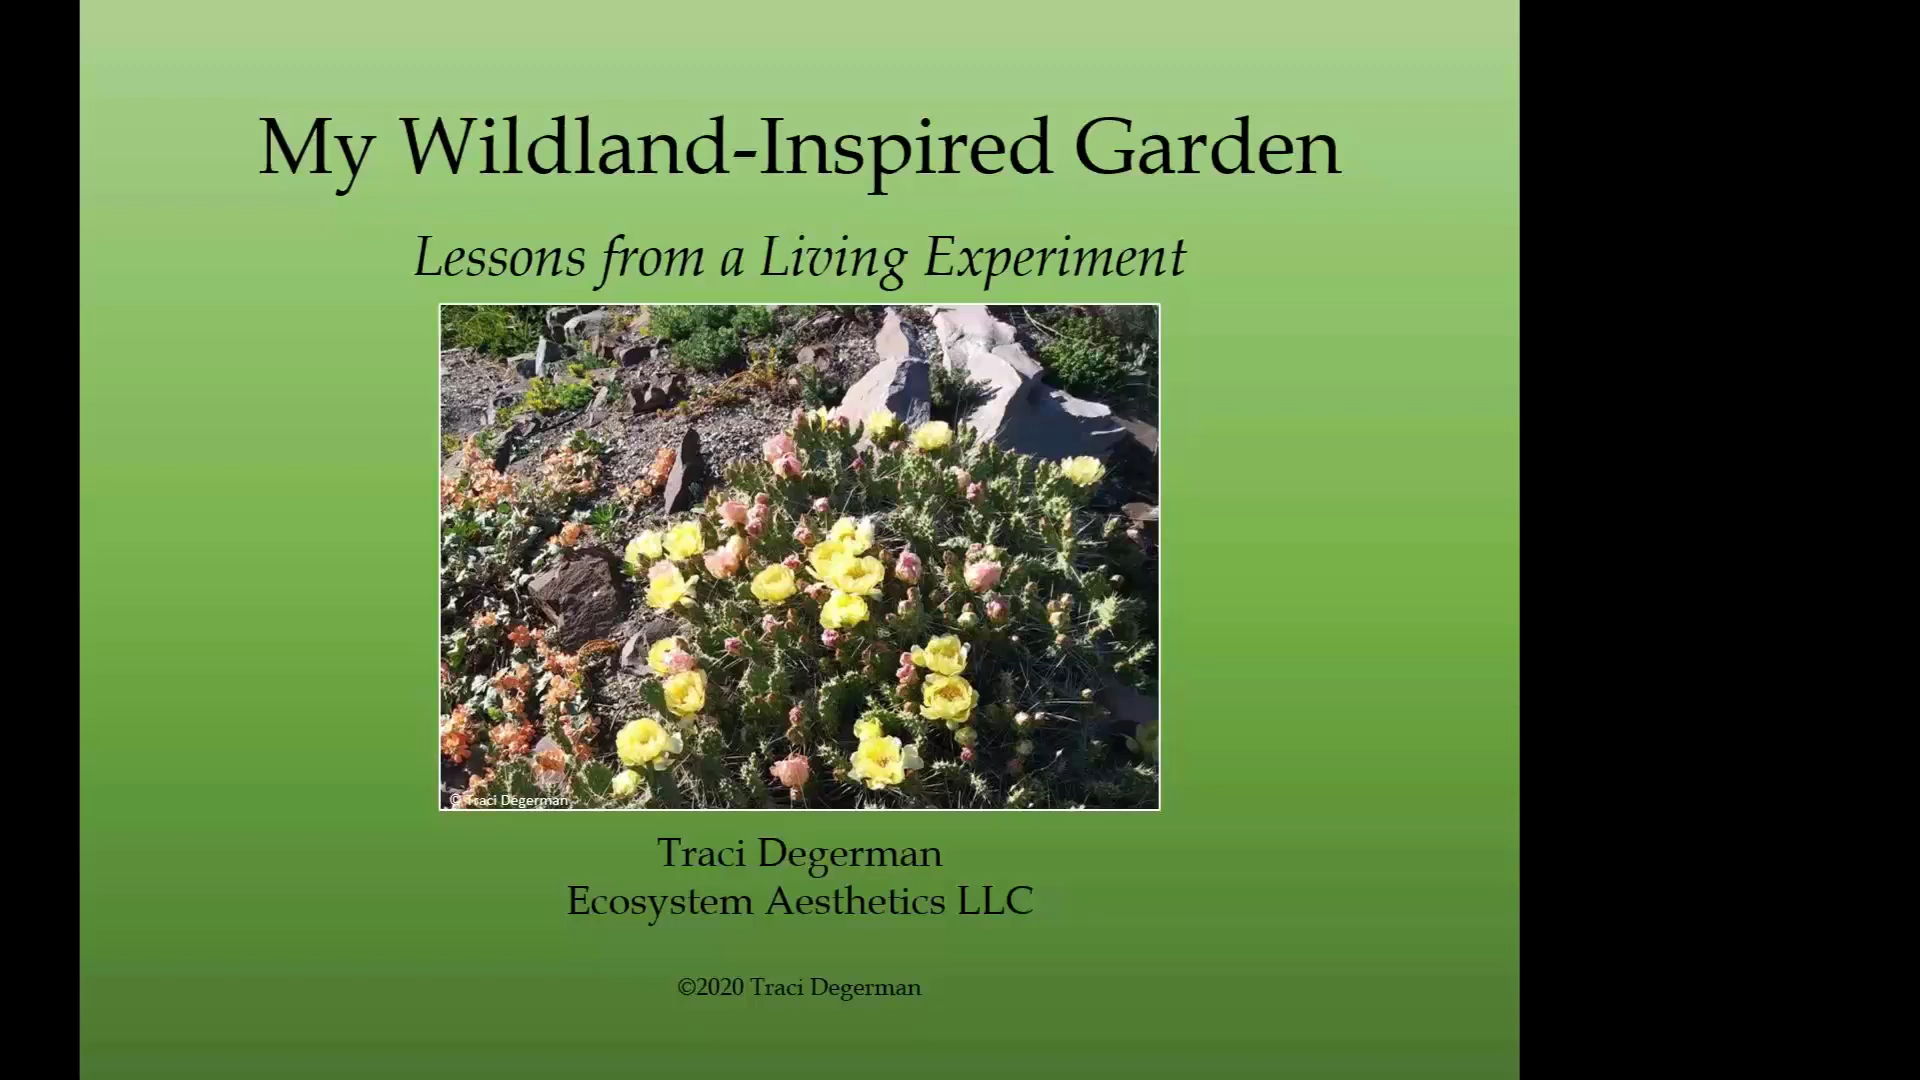 My Wildland-Inspired Garden
Lessons from a Living Experiment
© Traci Degerman
Traci Degerman
Ecosystem Aesthetics LLC
©2020 Traci Degerman